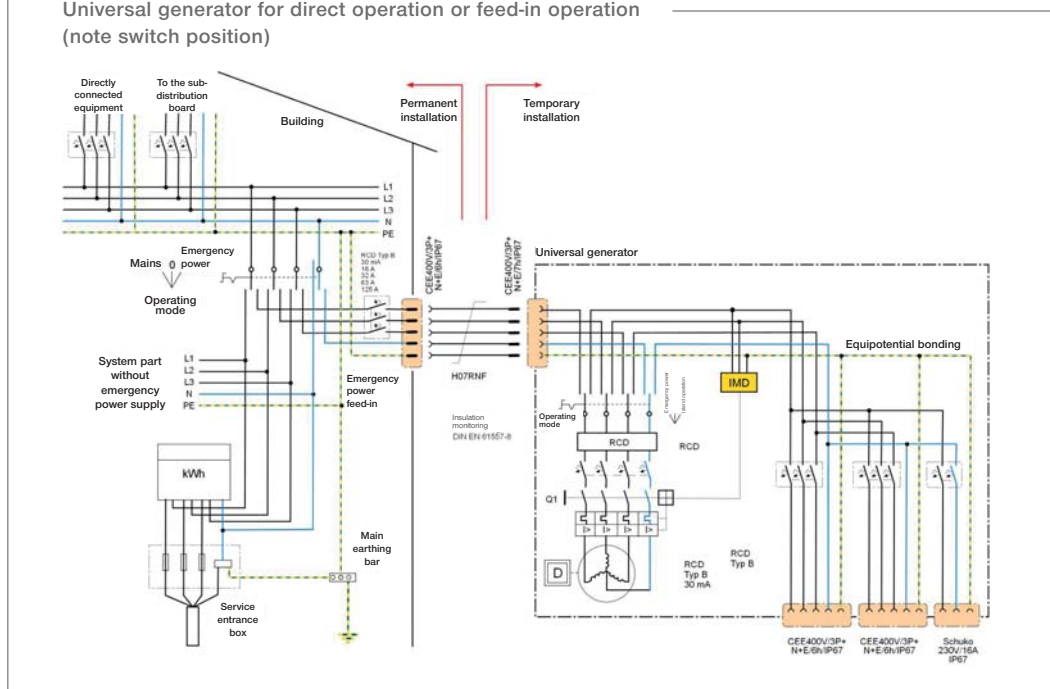 Universal generator for direct operation or feed-in operation
(note switch position)
Directly
connected
equipment
To the sub-
distribution
board
Building
Permanent
installation
Temporary
installation
L1
L2
L3
N
PE
Mains 0
Emergency
power
Operating
mode
RCD Typ B
30 mA
16 A
32 A
63 A
125 A
CEE400V/3P+
N+E/6h/IP67
CEE400V/3P+
N+E/7h/IP67
H07RNF
Universal generator
Equipotential bonding
IMD
Emergency power
Island operation
Operating
mode
RCD
RCD
Q1
I>
I>
I>
I>
D
RCD
Typ B
30 mA
RCD
Typ B
System part
without
emergency
power supply
L1
L2
L3
N
PE
Emergency
power
feed-in
Insulation
monitoring
DIN EN 61557-8
kWh
Main
earthing
bar
Service
entrance
box
CEE400V/3P+
N+E/6h/IP67
CEE400V/3P+
N+E/6h/IP67
Schuko
230V/16A
IP67